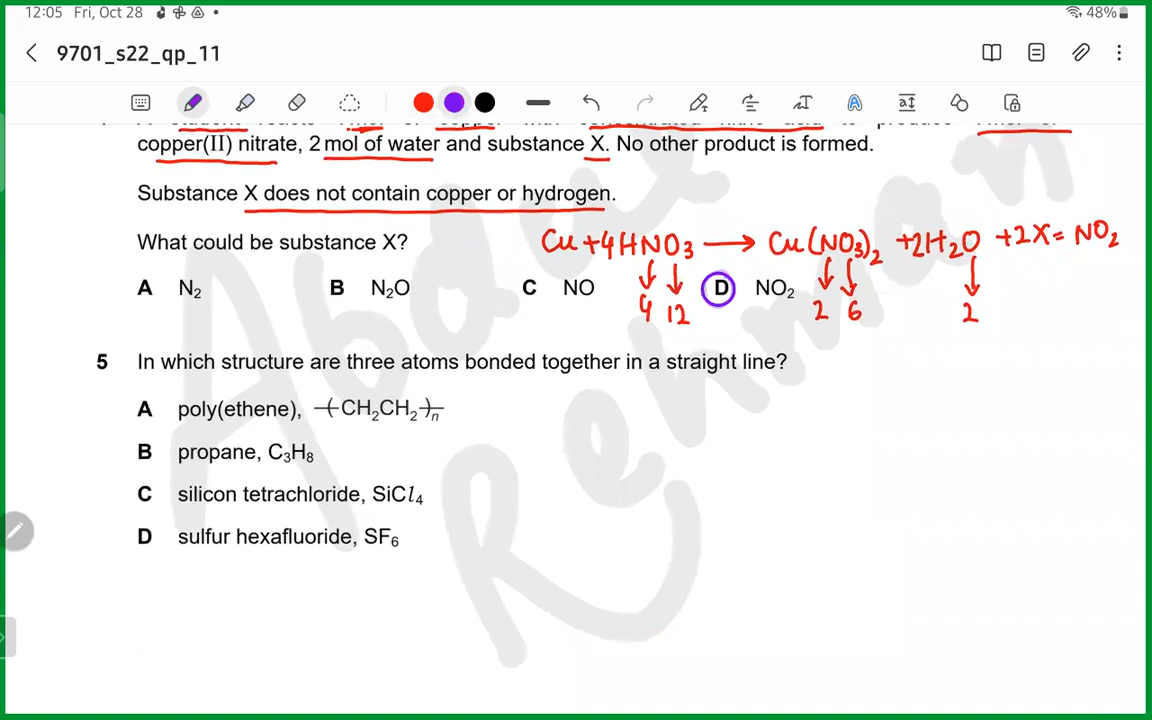 12:05 Fri, Oct 28 48%
9701_s22_qp_11
copper(II) nitrate, 2 mol of water and substance X. No other product is formed.
Substance X does not contain copper or hydrogen.
What could be substance X?
Cu + 4HNO3 → Cu(NO3)2 + 2H2O + 2X = NO2
A N2 B N2O C NO D NO2
4 12 2 6 2
5 In which structure are three atoms bonded together in a straight line?
A poly(ethene), -(CH2CH2)-n
B propane, C3H8
C silicon tetrachloride, SiCl4
D sulfur hexafluoride, SF6
Abdur
Rehman